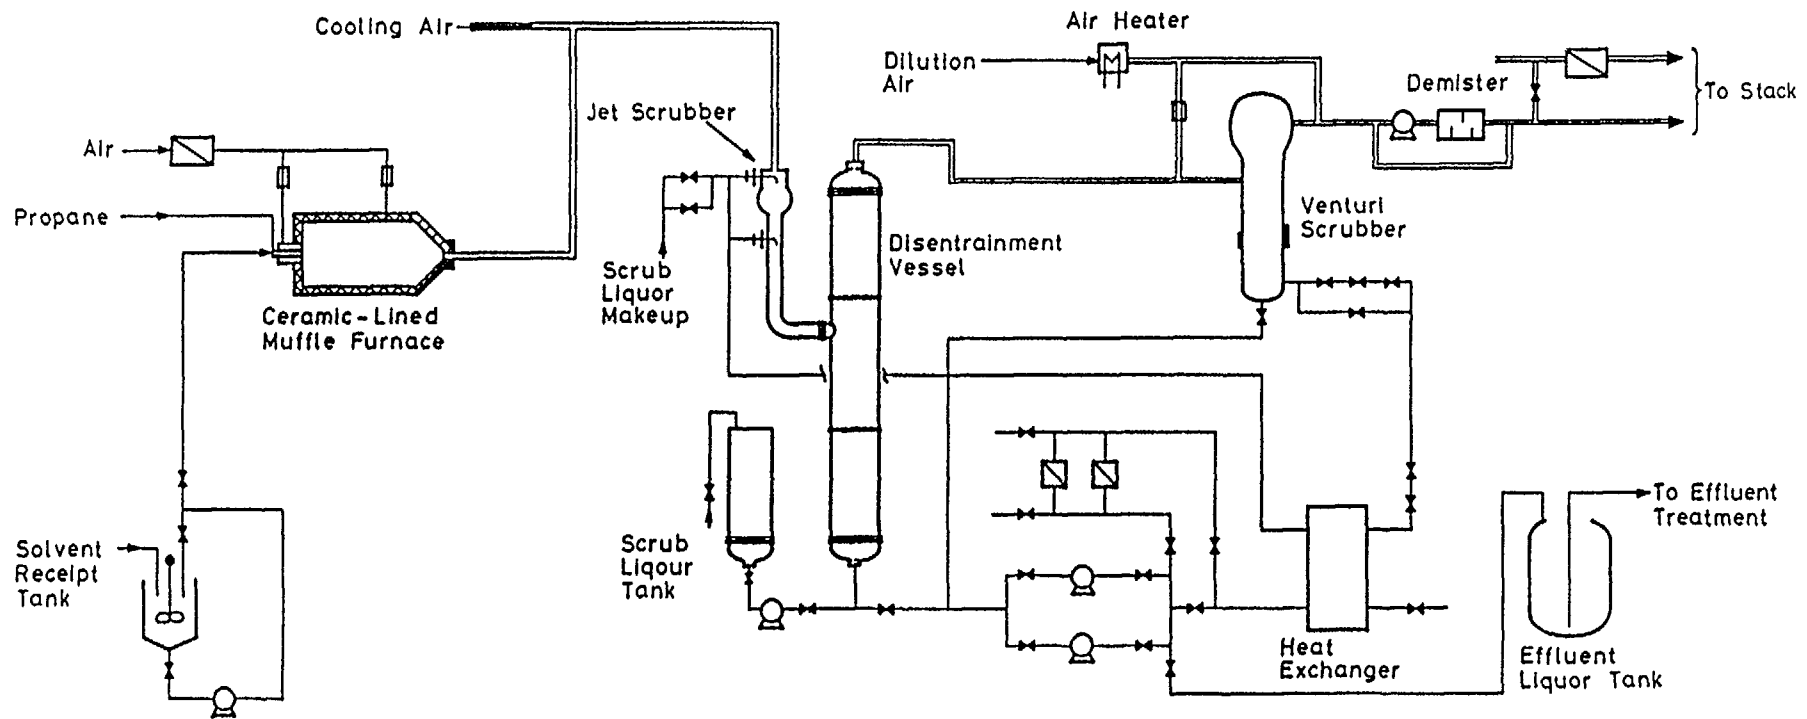 Cooling Air
Air Heater
Dilution
Air
Demister
To Stack
Jet Scrubber
Air
Propane
Venturi
Scrubber
Disentrainment
Vessel
Scrub
Liquor
Makeup
Ceramic-Lined
Muffle Furnace
To Effluent
Treatment
Solvent
Receipt
Tank
Scrub
Liqour
Tank
Heat
Exchanger
Effluent
Liquor Tank